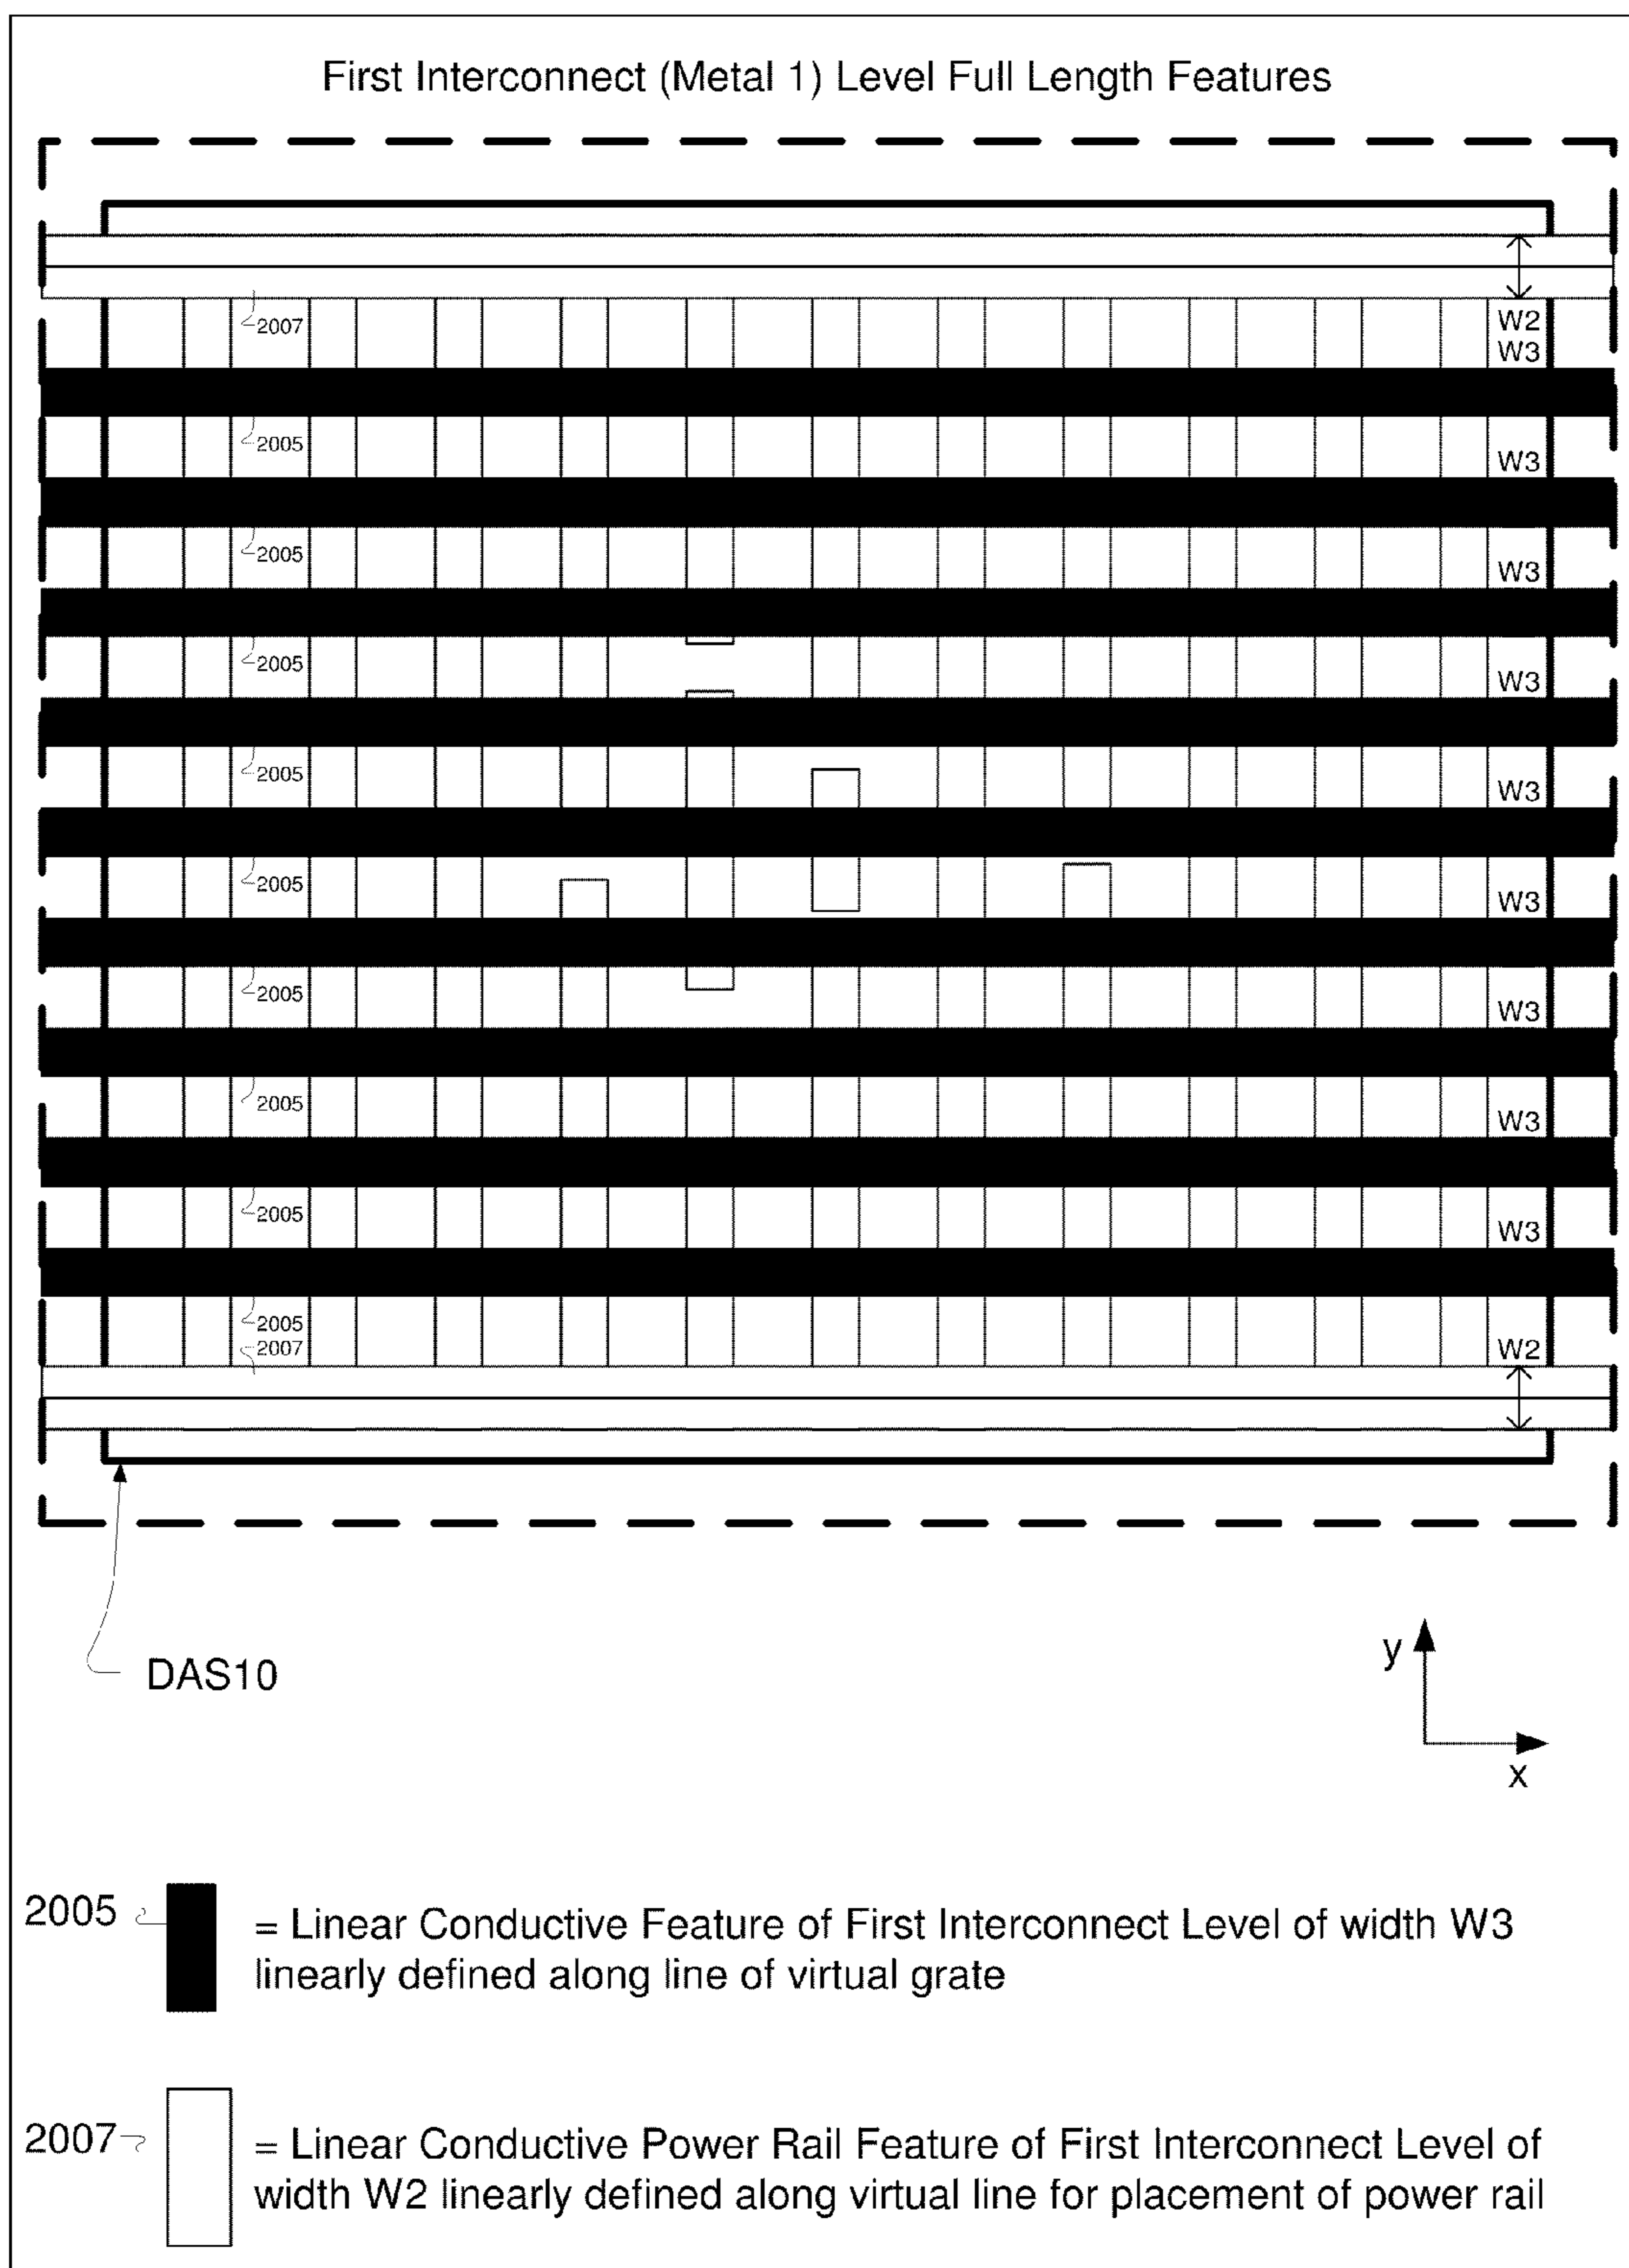 First Interconnect (Metal 1) Level Full Length Features
2007
W2
W3
2005
W3
2005
W3
2005
W3
2005
W3
2005
W3
2005
W3
2005
W3
2005
W3
2005
2007
W2
DAS10
y
x
2005 = Linear Conductive Feature of First Interconnect Level of width W3
linearly defined along line of virtual grate
2007 = Linear Conductive Power Rail Feature of First Interconnect Level of
width W2 linearly defined along virtual line for placement of power rail